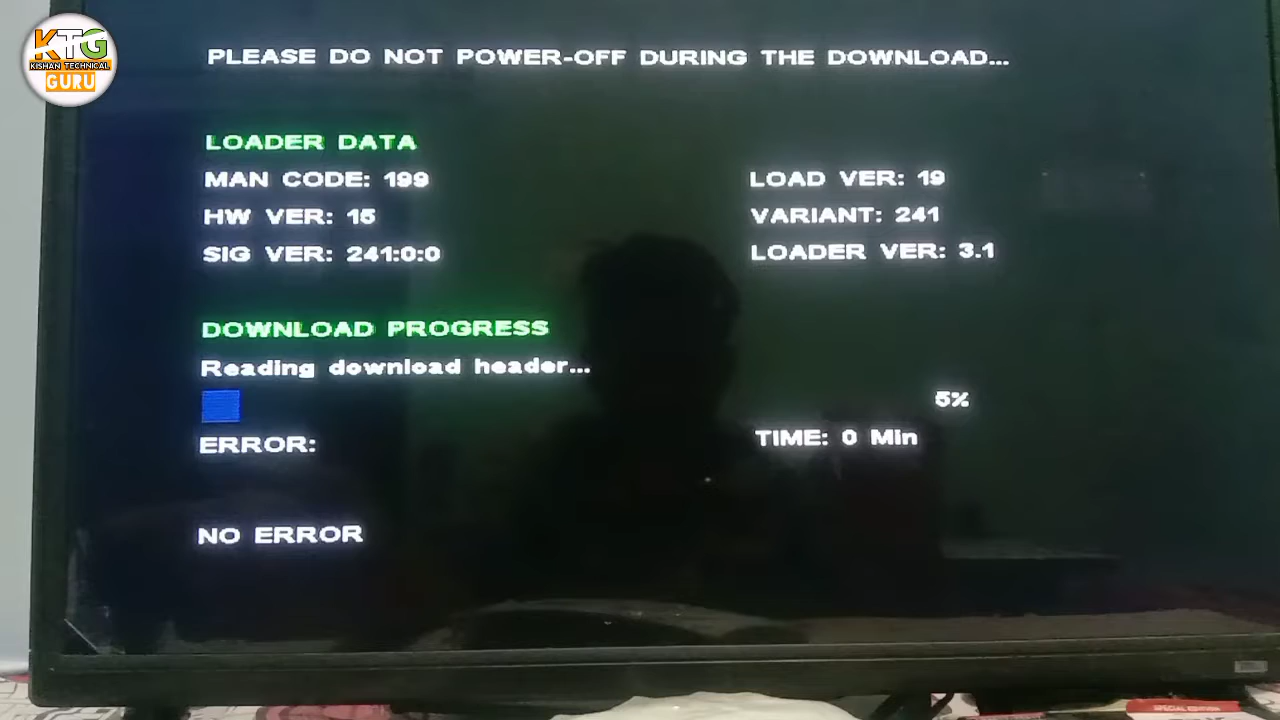 KTG
KISHAN TECHNICAL
GURU
PLEASE DO NOT POWER-OFF DURING THE DOWNLOAD...
LOADER DATA
MAN CODE: 199
LOAD VER: 19
HW VER: 15
VARIANT: 241
SIG VER: 241:0:0
LOADER VER: 3.1
DOWNLOAD PROGRESS
Reading download header...
5%
ERROR:
TIME: 0 Min
NO ERROR
SPECIAL EDITION